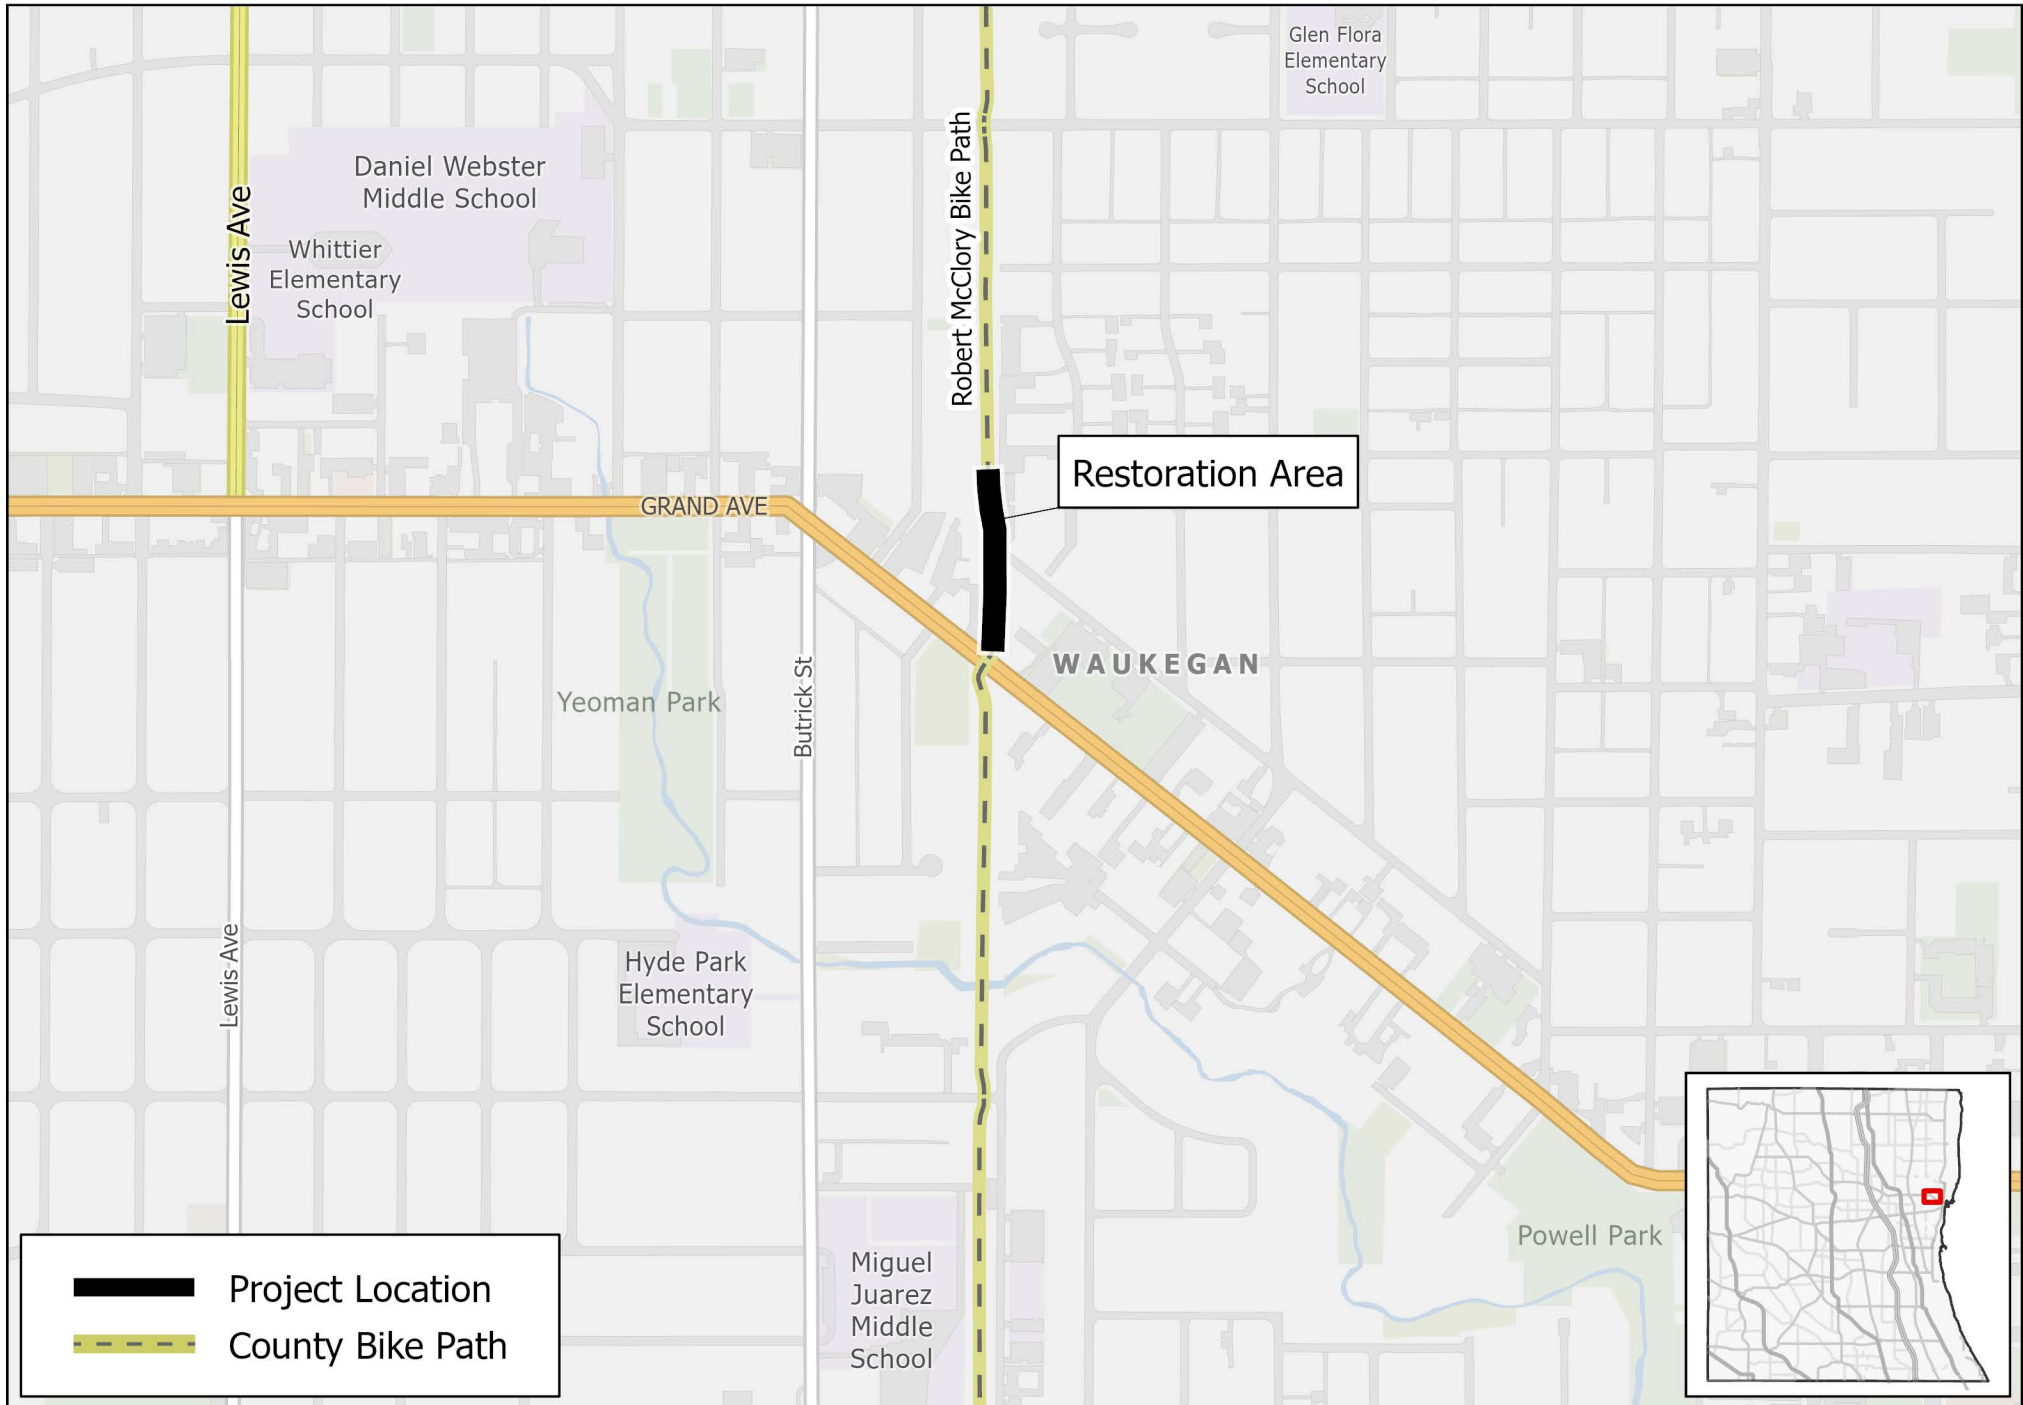 Glen Flora
Elementary
School
Robert McClory Bike Path
Daniel Webster
Middle School
Lewis Ave
Whittier
Elementary
School
Restoration Area
GRAND AVE
WAUKEGAN
Yeoman Park
Butrick St
Lewis Ave
Hyde Park
Elementary
School
Powell Park
Miguel
Juarez
Middle
School
Project Location
County Bike Path